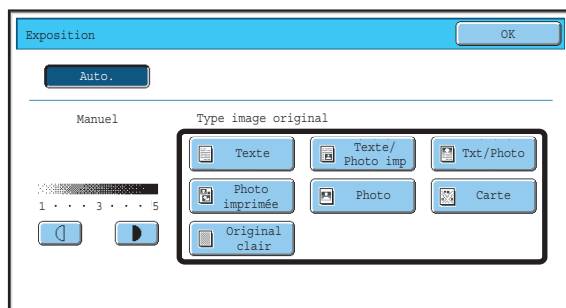 Exposition
OK
Auto.
Manuel
Type image original
Texte
Texte/
Photo imp
Txt/Photo
Photo
imprimée
Photo
Carte
1 · · · 3 · · · 5
Original
clair